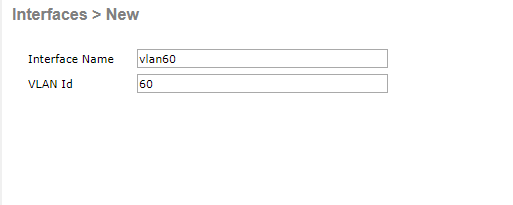 Interfaces > New
Interface Name vlan60
VLAN Id 60